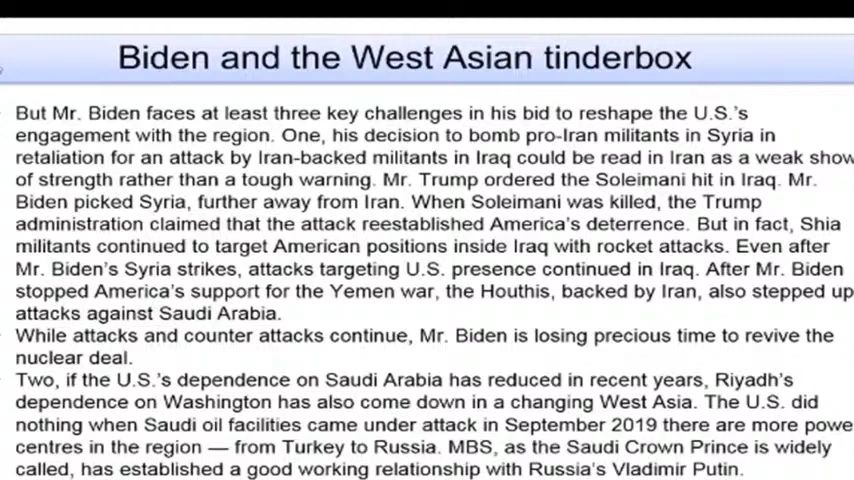 Biden and the West Asian tinderbox
But Mr. Biden faces at least three key challenges in his bid to reshape the U.S.'s
engagement with the region. One, his decision to bomb pro-Iran militants in Syria in
retaliation for an attack by Iran-backed militants in Iraq could be read in Iran as a weak show
of strength rather than a tough warning. Mr. Trump ordered the Soleimani hit in Iraq. Mr.
Biden picked Syria, further away from Iran. When Soleimani was killed, the Trump
administration claimed that the attack reestablished America's deterrence. But in fact, Shia
militants continued to target American positions inside Iraq with rocket attacks. Even after
Mr. Biden's Syria strikes, attacks targeting U.S. presence continued in Iraq. After Mr. Biden
stopped America's support for the Yemen war, the Houthis, backed by Iran, also stepped up
attacks against Saudi Arabia.
While attacks and counter attacks continue, Mr. Biden is losing precious time to revive the
nuclear deal.
Two, if the U.S.'s dependence on Saudi Arabia has reduced in recent years, Riyadh's
dependence on Washington has also come down in a changing West Asia. The U.S. did
nothing when Saudi oil facilities came under attack in September 2019 there are more powe
centres in the region — from Turkey to Russia. MBS, as the Saudi Crown Prince is widely
called, has established a good working relationship with Russia's Vladimir Putin.